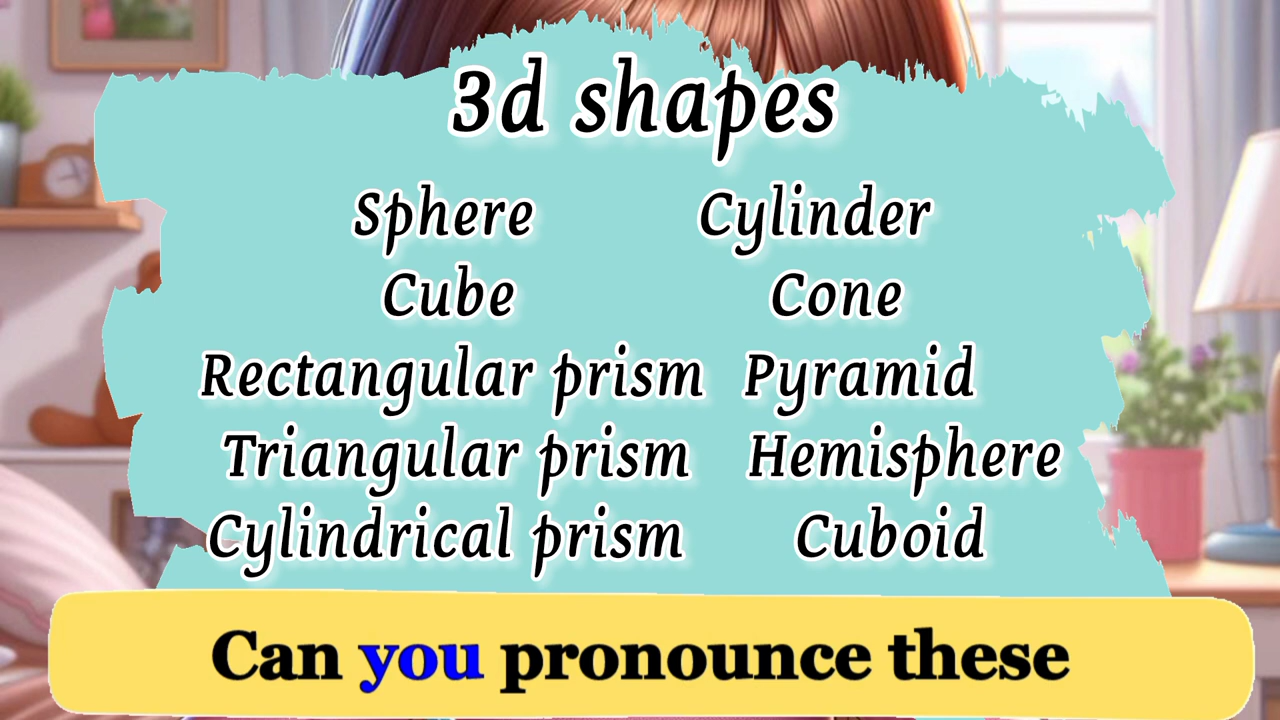 3d shapes
Sphere Cylinder
Cube Cone
Rectangular prism Pyramid
Triangular prism Hemisphere
Cylindrical prism Cuboid
Can you pronounce these